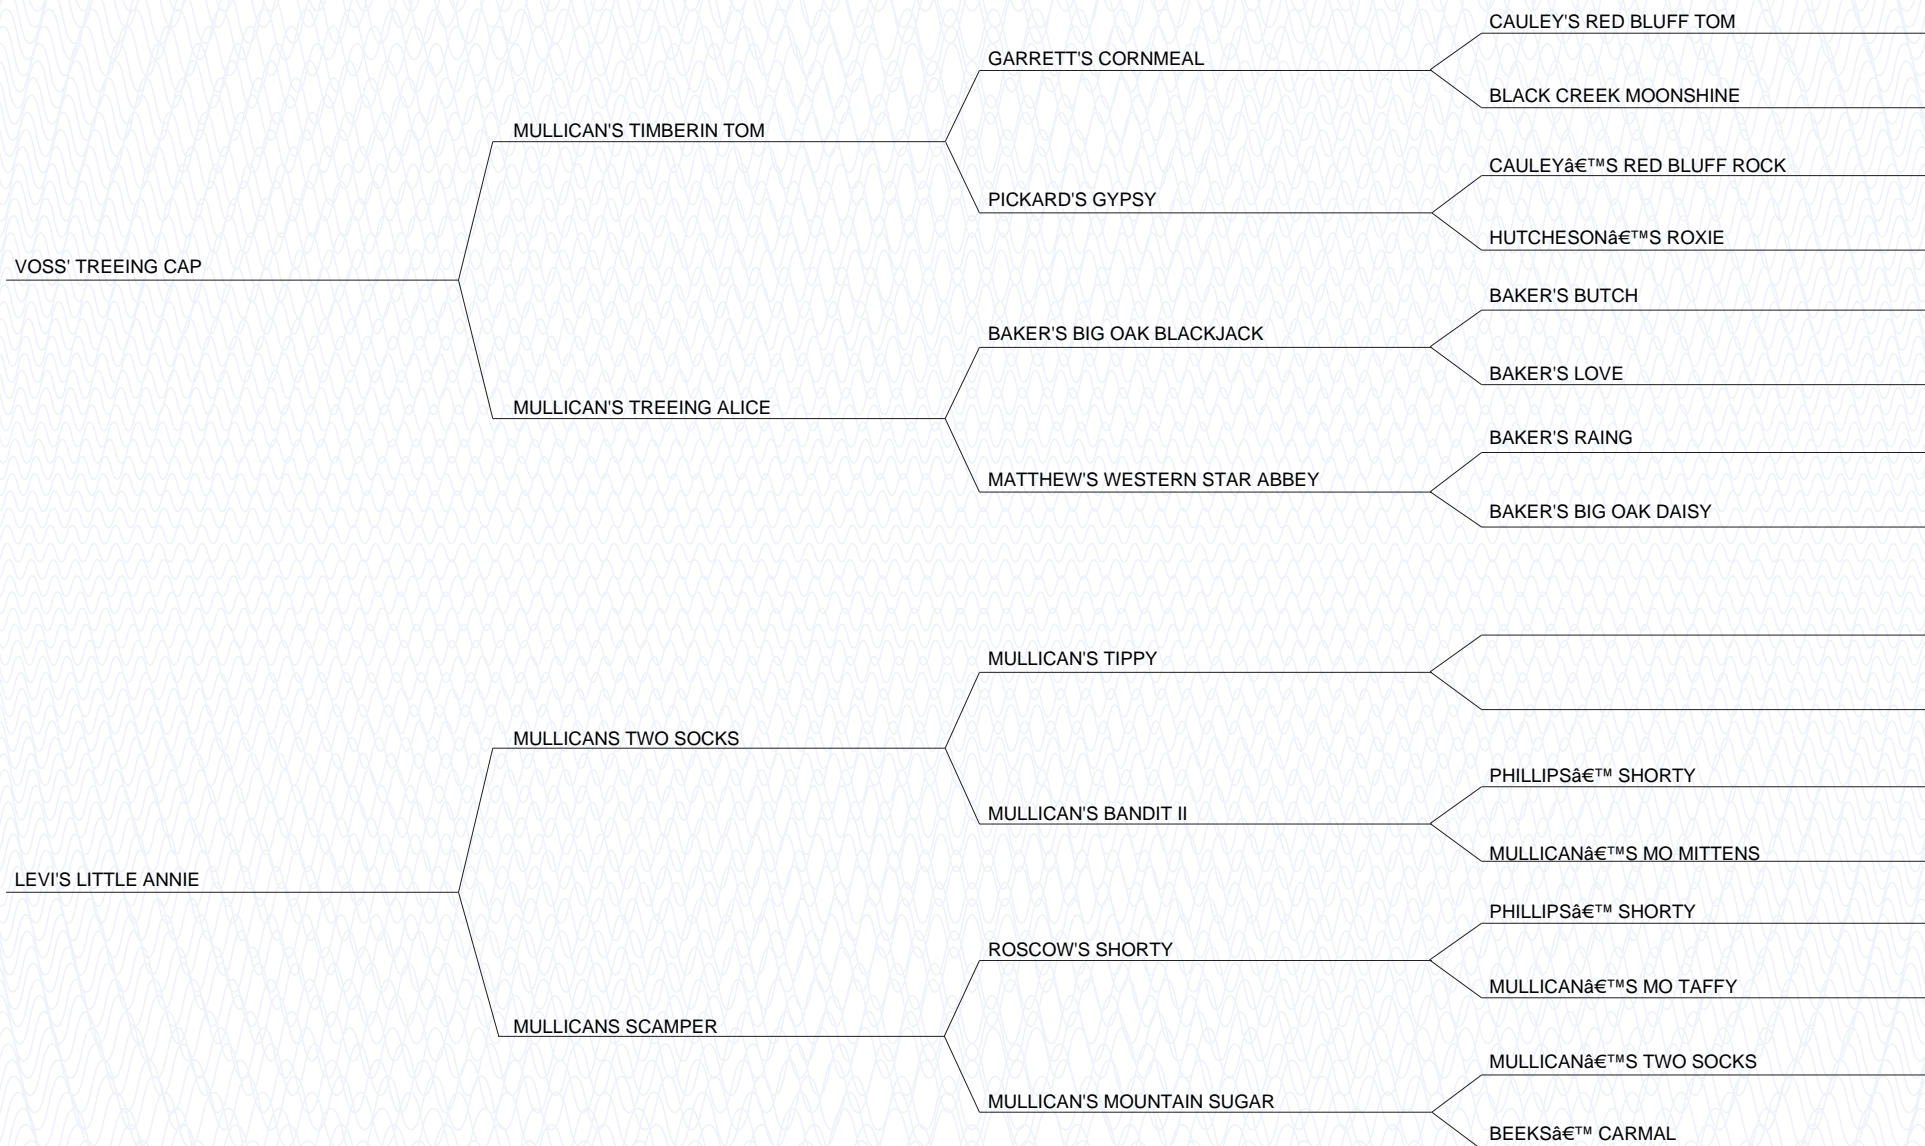 CAULEY'S RED BLUFF TOM
GARRETT'S CORNMEAL
BLACK CREEK MOONSHINE
MULLICAN'S TIMBERIN TOM
CAULEYâ€™S RED BLUFF ROCK
PICKARD'S GYPSY
HUTCHESONâ€™S ROXIE
VOSS' TREEING CAP
BAKER'S BUTCH
BAKER'S BIG OAK BLACKJACK
BAKER'S LOVE
MULLICAN'S TREEING ALICE
BAKER'S RAING
MATTHEW'S WESTERN STAR ABBEY
BAKER'S BIG OAK DAISY
MULLICAN'S TIPPY
MULLICANS TWO SOCKS
PHILLIPSâ€™ SHORTY
MULLICAN'S BANDIT II
MULLICANâ€™S MO MITTENS
LEVI'S LITTLE ANNIE
PHILLIPSâ€™ SHORTY
ROSCOW'S SHORTY
MULLICANâ€™S MO TAFFY
MULLICANS SCAMPER
MULLICANâ€™S TWO SOCKS
MULLICAN'S MOUNTAIN SUGAR
BEEKSâ€™ CARMAL